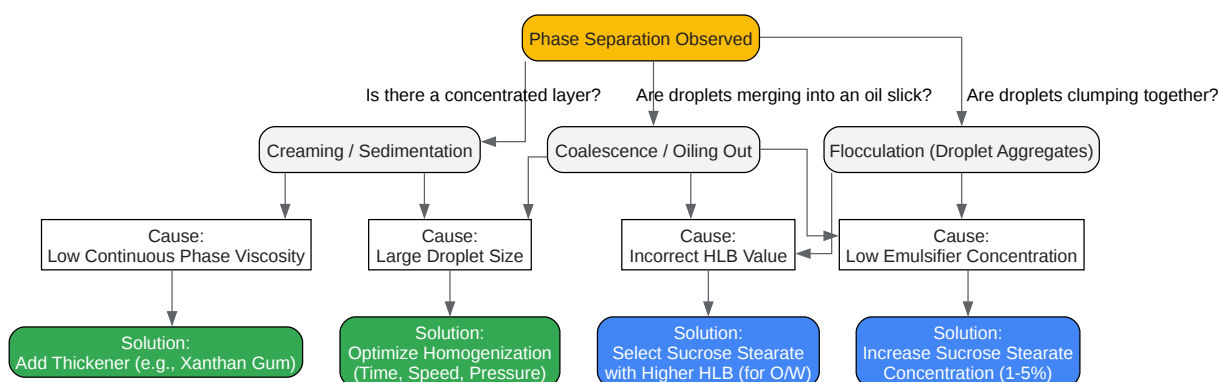 Phase Separation Observed
Is there a concentrated layer?
Are droplets merging into an oil slick?
Are droplets clumping together?
Creaming / Sedimentation
Coalescence / Oiling Out
Flocculation (Droplet Aggregates)
Cause:
Low Continuous Phase Viscosity
Cause:
Large Droplet Size
Cause:
Incorrect HLB Value
Cause:
Low Emulsifier Concentration
Solution:
Add Thickener (e.g., Xanthan Gum)
Solution:
Optimize Homogenization
(Time, Speed, Pressure)
Solution:
Select Sucrose Stearate
with Higher HLB (for O/W)
Solution:
Increase Sucrose Stearate
Concentration (1-5%)